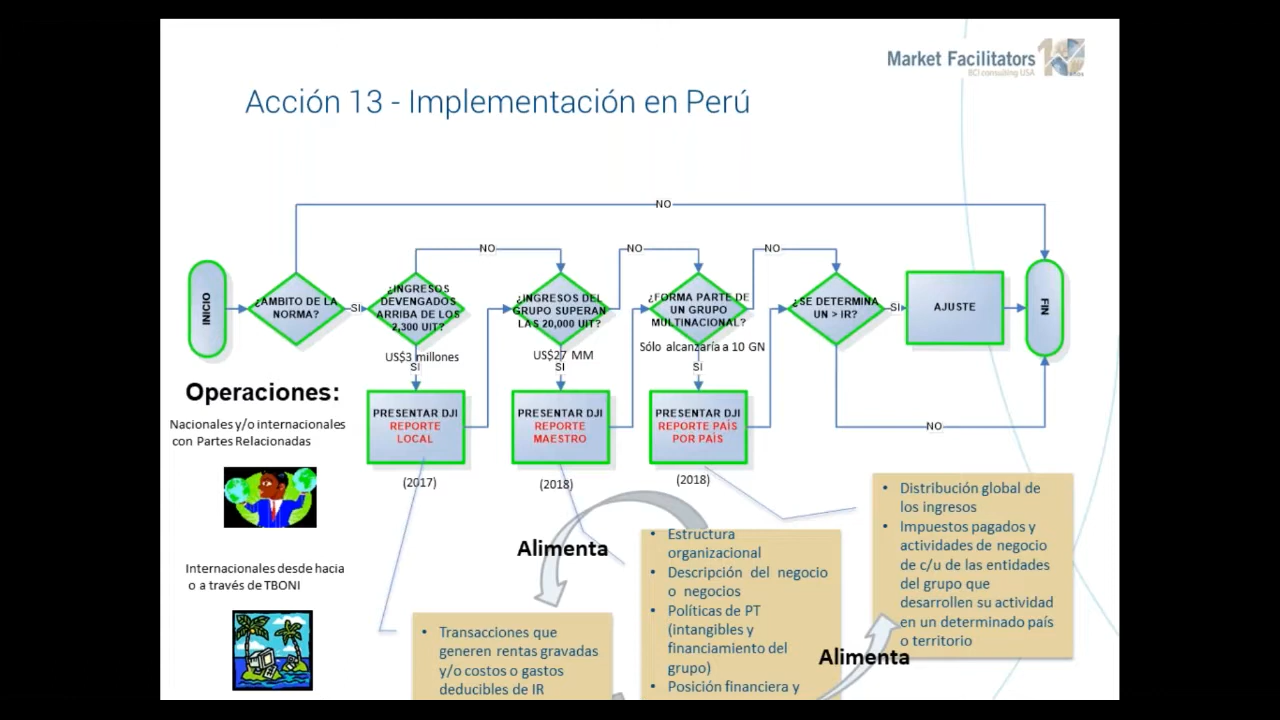 Market Facilitators 10
BCI consulting USA
Acción 13 - Implementación en Perú
NO
NO
NO
NO
INICIO
¿AMBITO DE LA
NORMA?
SI
¿INGRESOS
DEVENGADOS
ARRIBA DE LOS
2,300 UIT?
¿INGRESOS DEL
GRUPO SUPERAN
LAS 20,000 UIT?
¿FORMA PARTE DE
UN GRUPO
MULTINACIONAL?
¿SE DETERMINA
UN > IR?
SI
AJUSTE
FIN
US$3 millones
SI
US$27 MM
SI
Sólo alcanzaría a 10 GN
SI
Operaciones:
Nacionales y/o internacionales
con Partes Relacionadas
PRESENTAR DJI
REPORTE
LOCAL
PRESENTAR DJI
REPORTE
MAESTRO
PRESENTAR DJI
REPORTE PAÌS
POR PAÌS
NO
(2017)
(2018)
(2018)
Internacionales desde hacia
o a través de TBONI
Alimenta
• Transacciones que
generen rentas gravadas
y/o costos o gastos
deducibles de IR
• Estructura
organizacional
• Descripción del negocio
o negocios
• Políticas de PT
(intangibles y
financiamiento del
grupo)
• Posición financiera y
Alimenta
• Distribución global de
los ingresos
• Impuestos pagados y
actividades de negocio
de c/u de las entidades
del grupo que
desarrollen su actividad
en un determinado país
o territorio